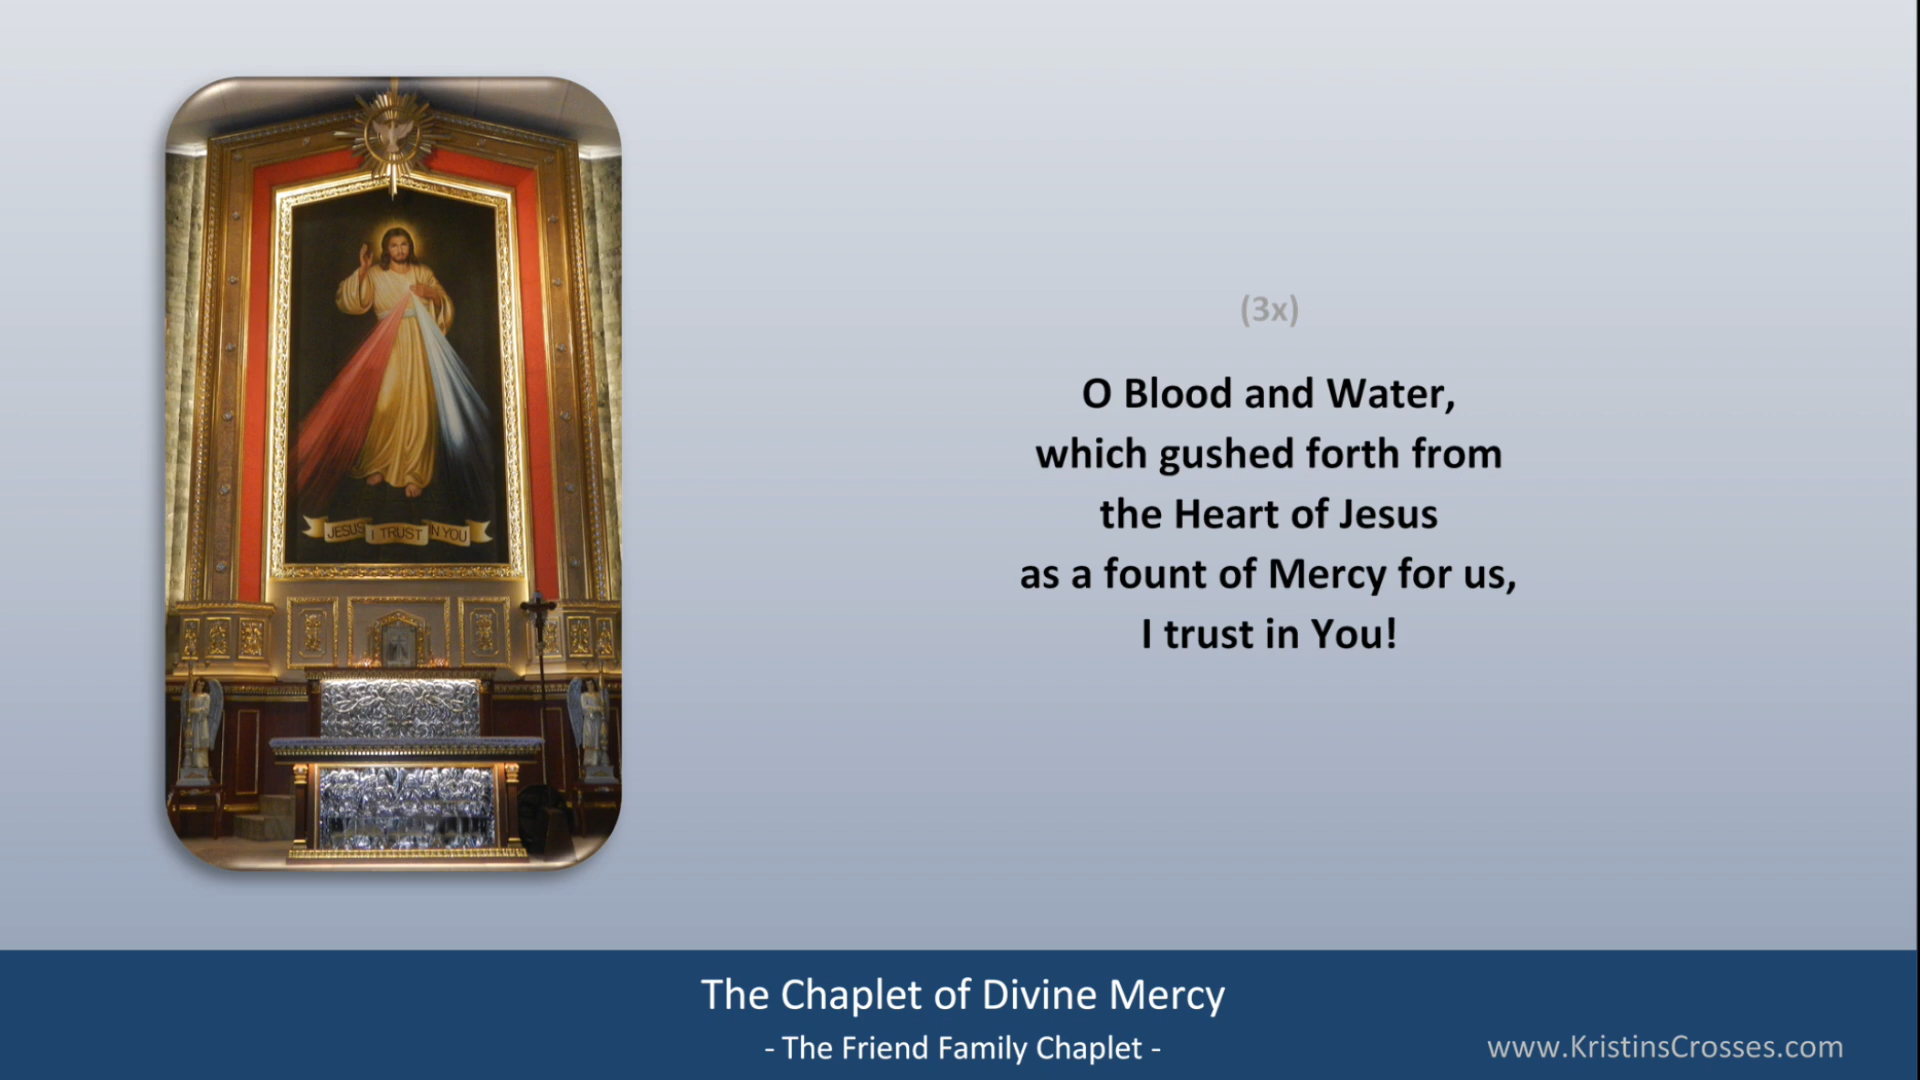 JESUS I TRUST IN YOU
(3x)
O Blood and Water,
which gushed forth from
the Heart of Jesus
as a fount of Mercy for us,
I trust in You!
The Chaplet of Divine Mercy
- The Friend Family Chaplet -
www.KristinsCrosses.com